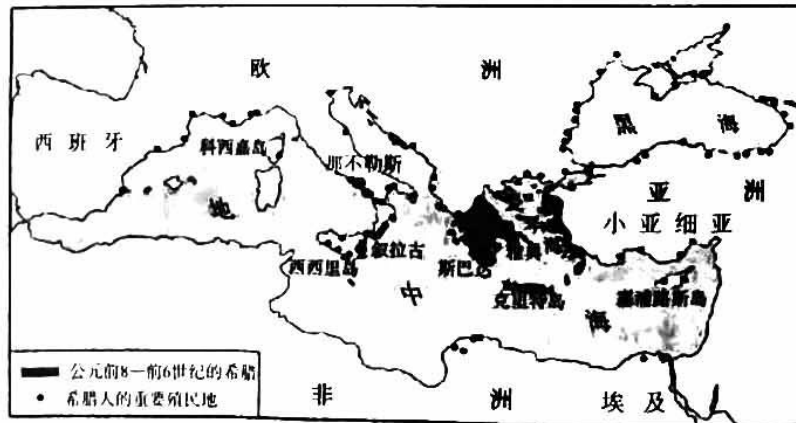 欧 洲
西班牙
科西嘉岛
那不勒斯
黑 海
亚 洲
小亚细亚
地
叙拉古
西西里岛
斯巴达
雅典
中
克里特岛
海
塞浦路斯岛
公元前8—前6世纪的希腊
希腊人的重要殖民地
非 洲 埃及